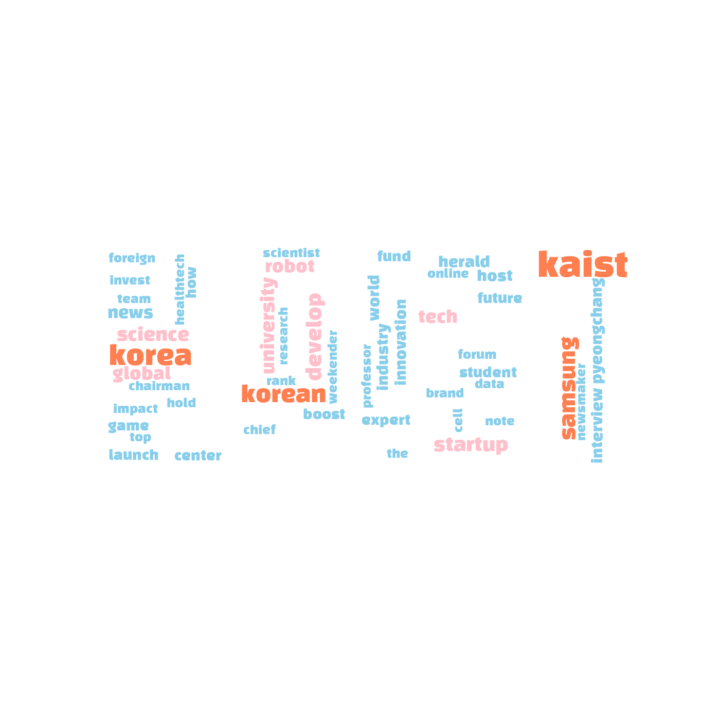 foreign
invest
team
news
healthtech
how
science
korea
global
chairman
impact
hold
game
top
launch
center
scientist
robot
university
research
develop
weekender
rank
korean
boost
chief
fund
world
industry
innovation
professor
expert
the
herald
online
host
future
tech
forum
student
data
brand
cell
note
startup
kaist
samsung
newsmaker
interview
pyeongchang